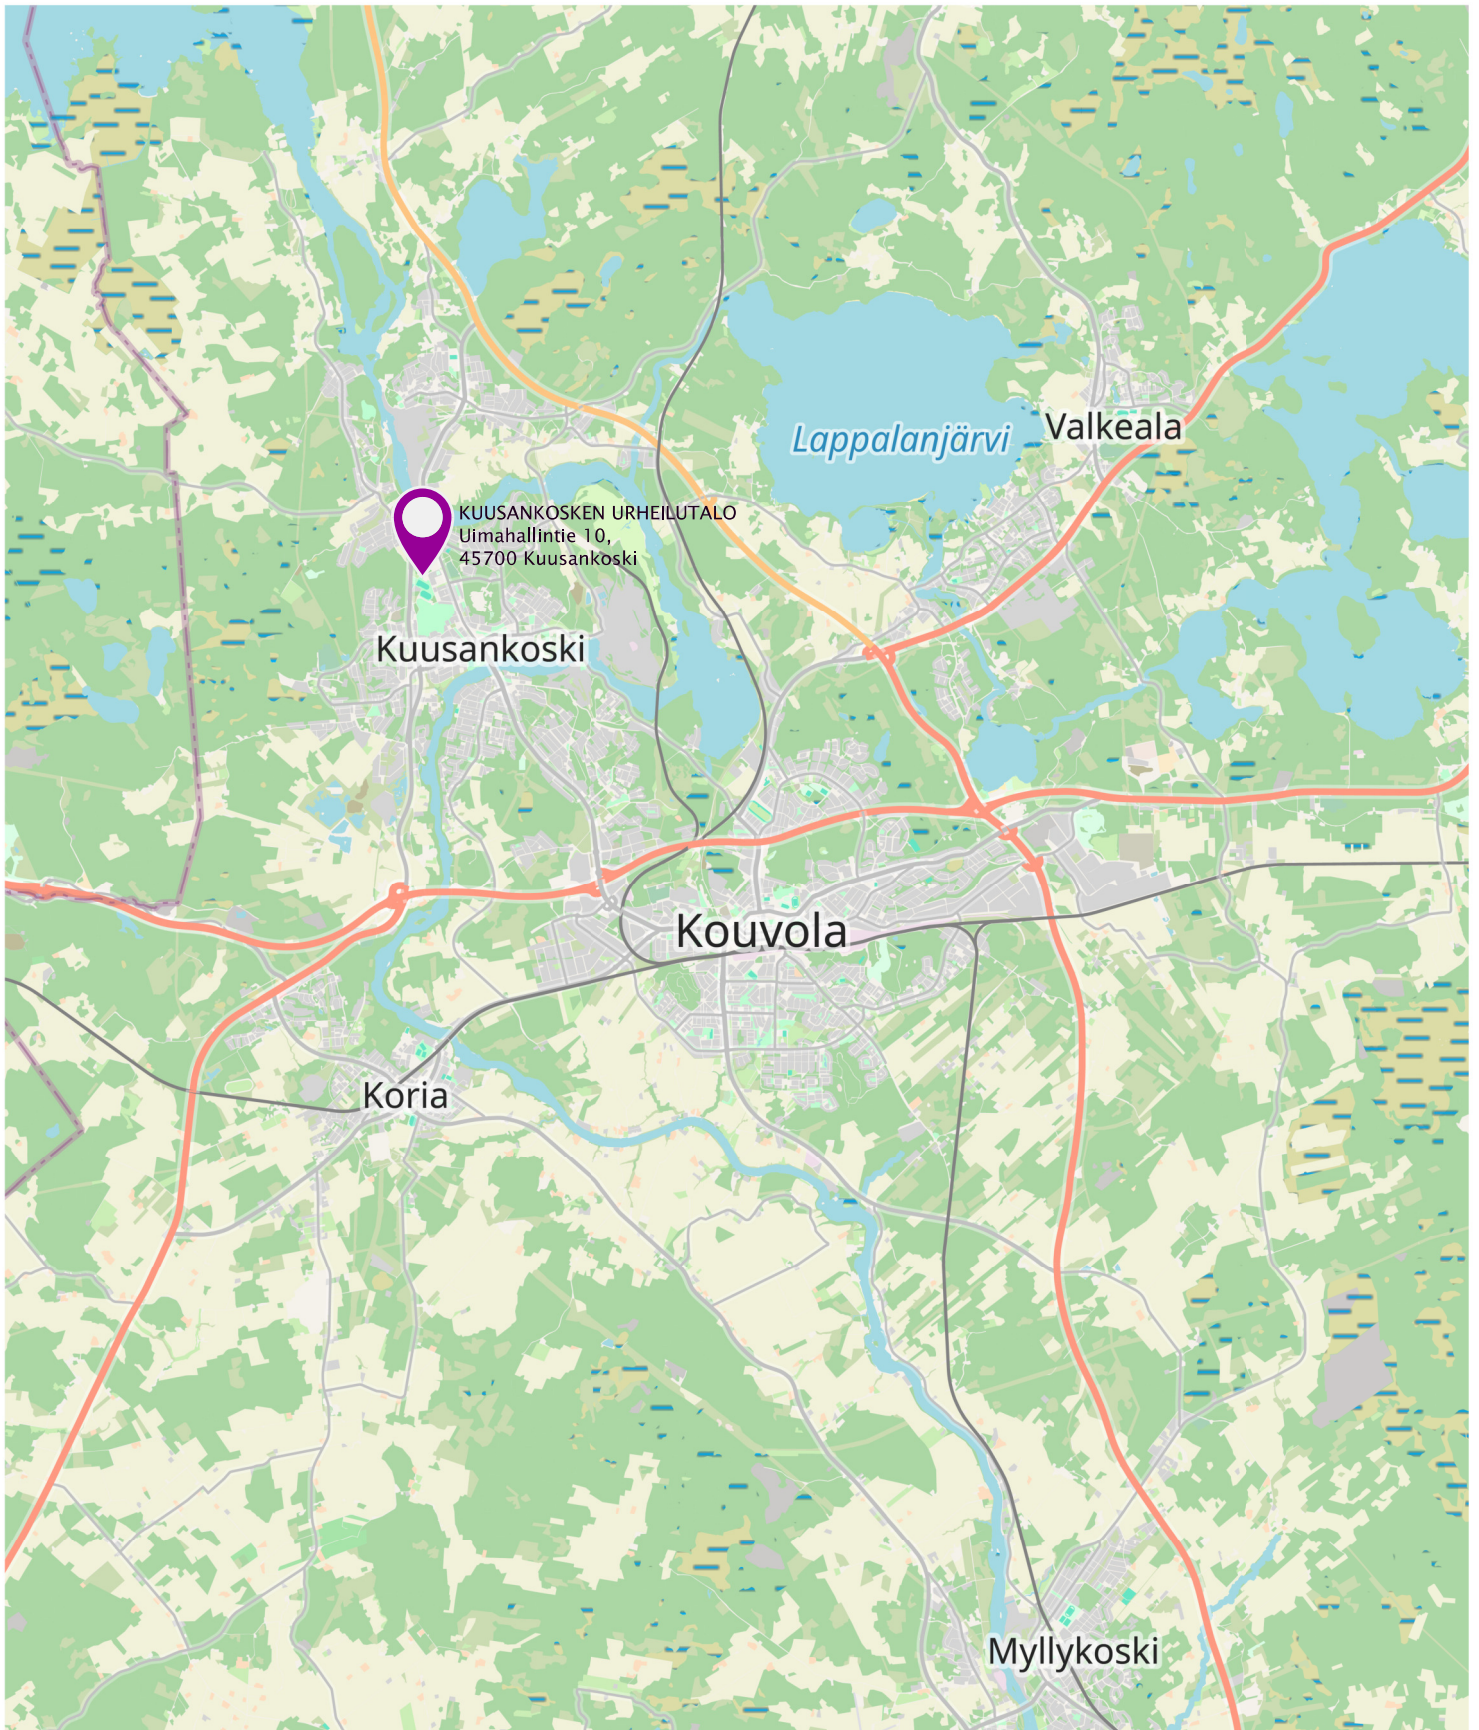 Valkeala
Lappalanjärvi
KUUSANKOSKEN URHEILUTALO
Uimahallintie 10,
45700 Kuusankoski
Kuusankoski
Kouvola
Koria
Myllykoski